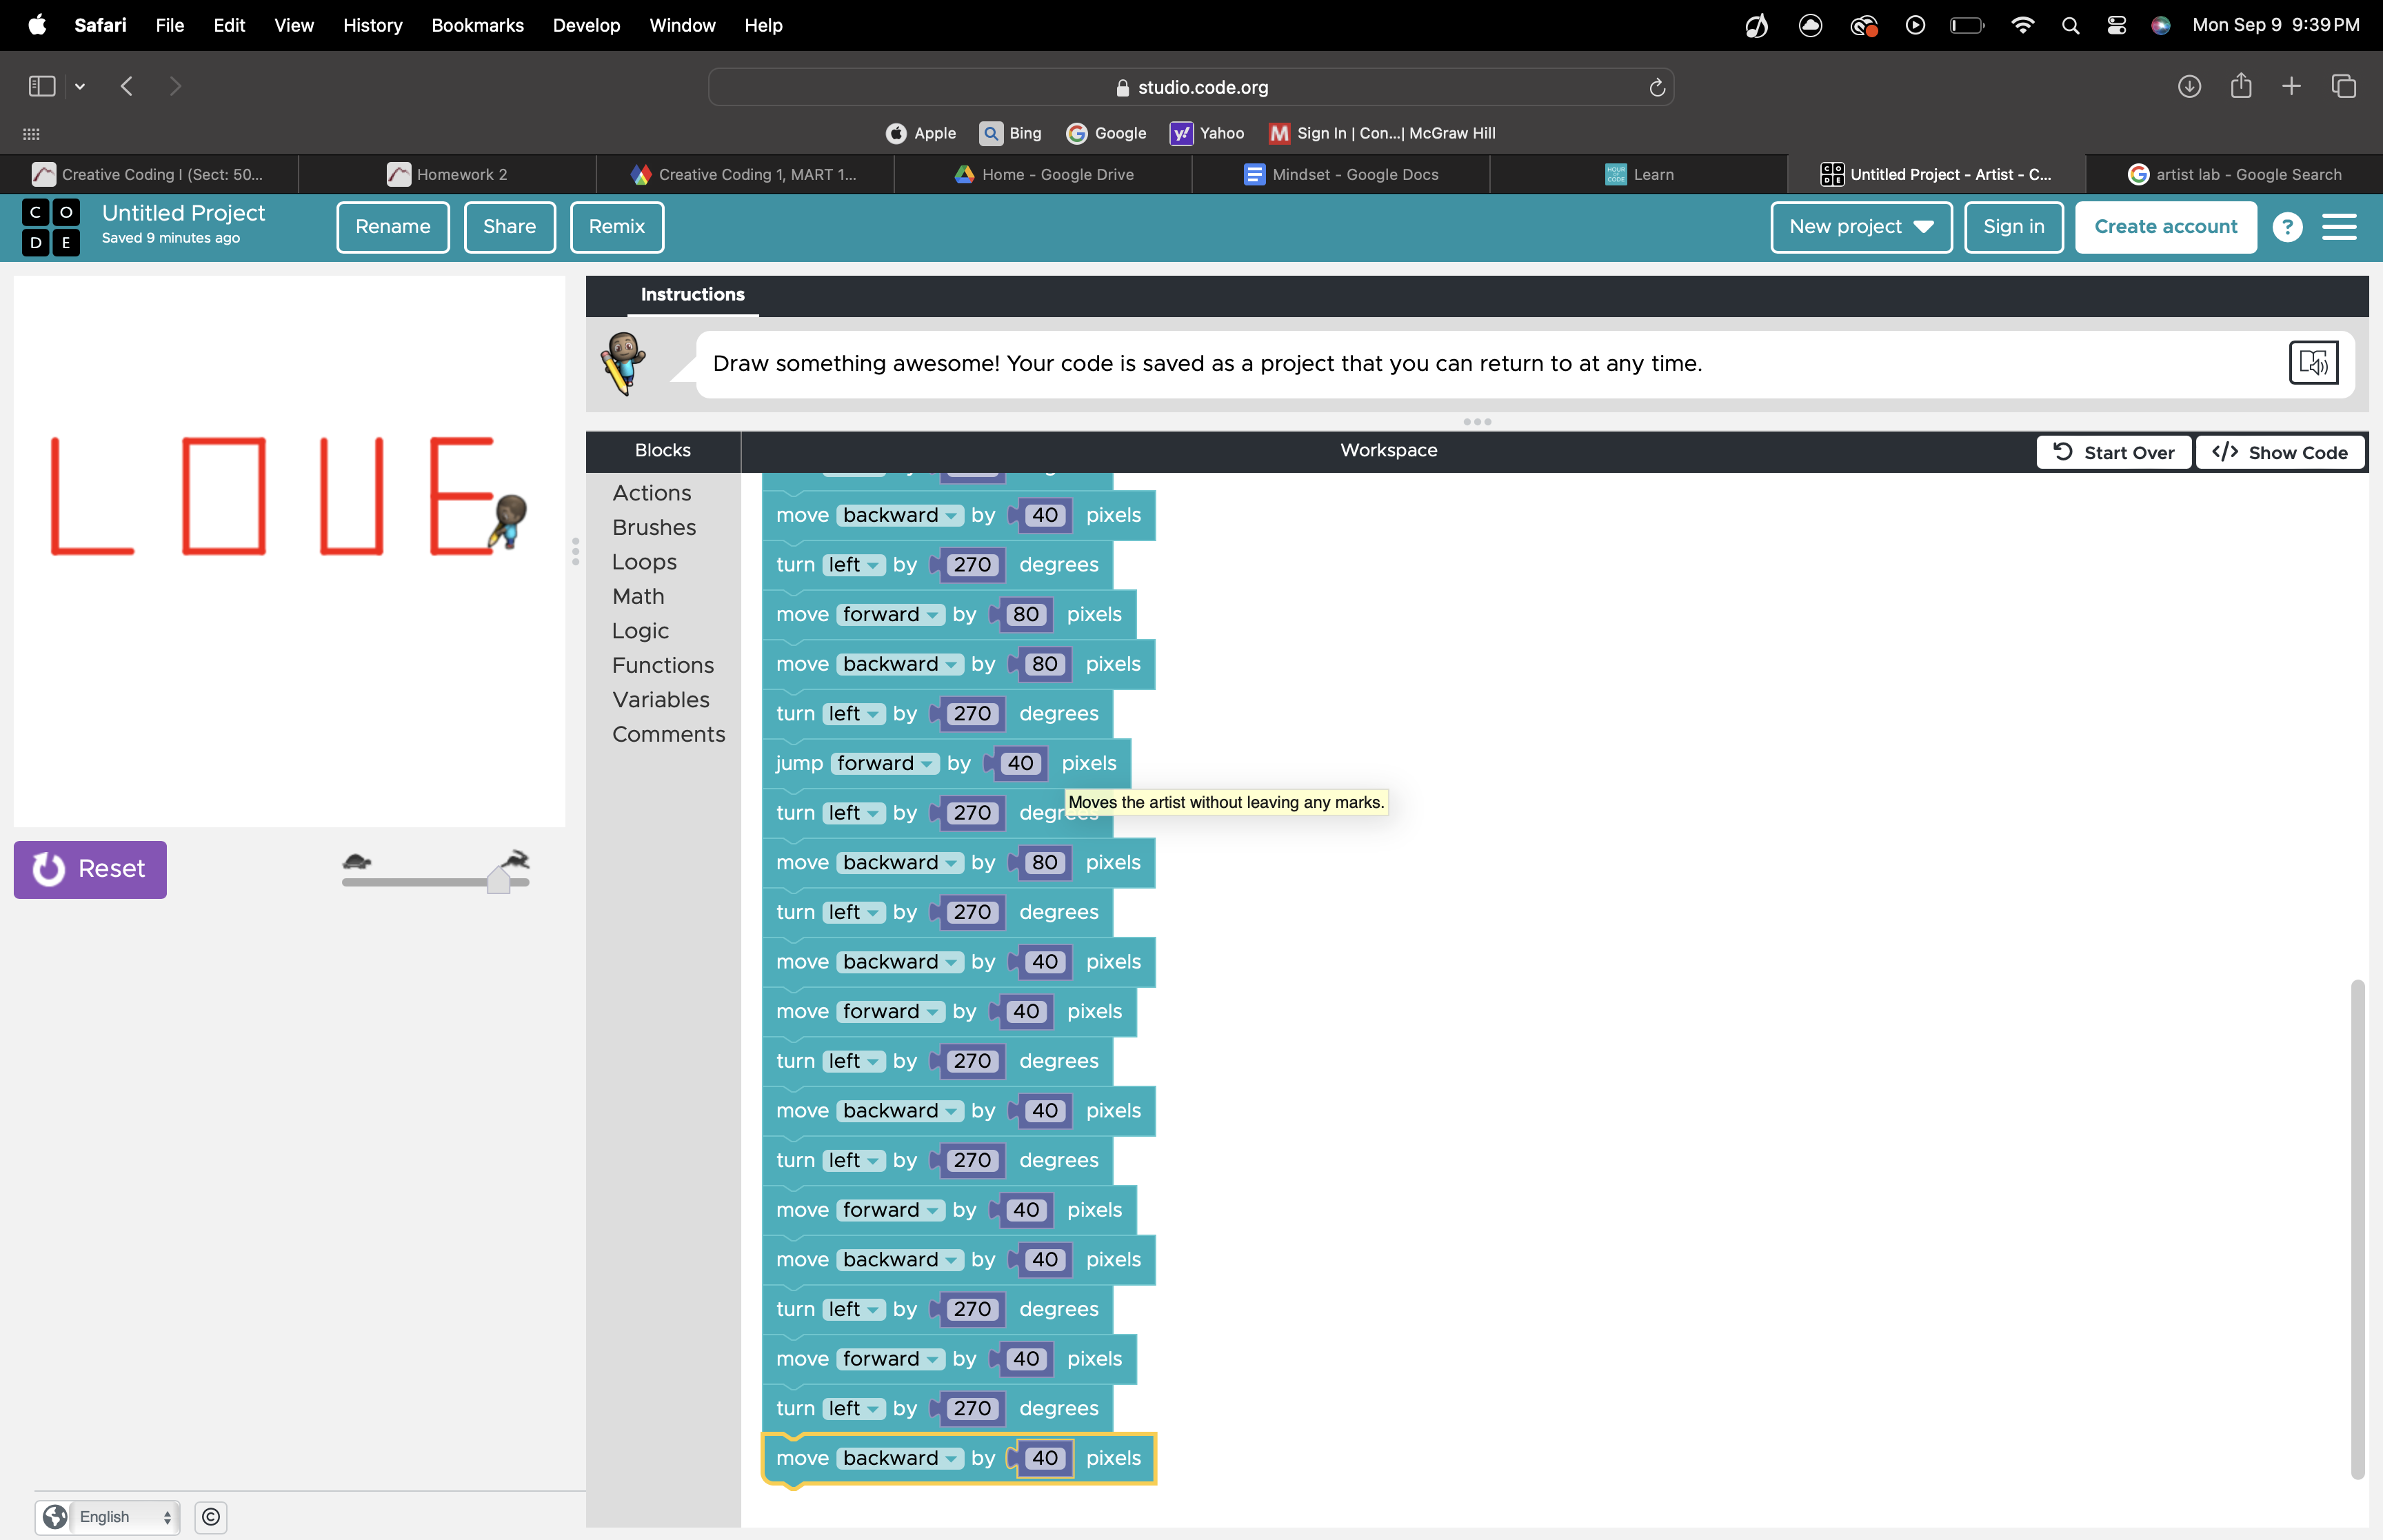 Safari File Edit View History Bookmarks Develop Window Help Mon Sep 9 9:39 PM
studio.code.org
Apple Bing Google Yahoo Sign In | Con...| McGraw Hill
Creative Coding I (Sect: 50... Homework 2 Creative Coding 1, MART 1... Home - Google Drive Mindset - Google Docs Learn Untitled Project - Artist - C... artist lab - Google Search
CODE Untitled Project Rename Share Remix New project Sign in Create account ?
Saved 9 minutes ago
Instructions
Draw something awesome! Your code is saved as a project that you can return to at any time.
Blocks Workspace Start Over </> Show Code
LOUE
Actions
Brushes
Loops
Math
Logic
Functions
Variables
Comments
move backward by 40 pixels
turn left by 270 degrees
move forward by 80 pixels
move backward by 80 pixels
turn left by 270 degrees
jump forward by 40 pixels
Moves the artist without leaving any marks.
turn left by 270
move backward by 80 pixels
turn left by 270 degrees
move backward by 40 pixels
move forward by 40 pixels
turn left by 270 degrees
move backward by 40 pixels
turn left by 270 degrees
move forward by 40 pixels
move backward by 40 pixels
turn left by 270 degrees
move forward by 40 pixels
turn left by 270 degrees
move backward by 40 pixels
Reset
English ©